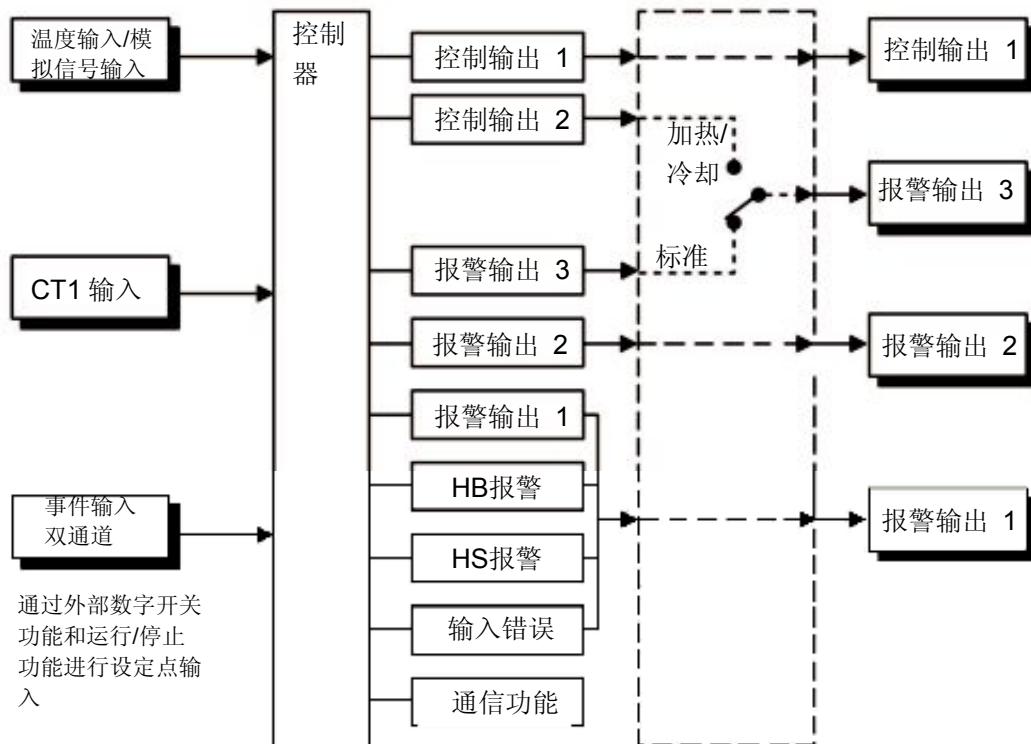 温度输入/模
拟信号输入
控制
器
控制输出 1
控制输出 1
控制输出 2
加热/
冷却
报警输出 3
CT1 输入
报警输出 3
标准
报警输出 2
报警输出 2
报警输出 1
事件输入
双通道
HB报警
报警输出 1
HS报警
通过外部数字开关
功能和运行/停止
功能进行设定点输
入
输入错误
通信功能